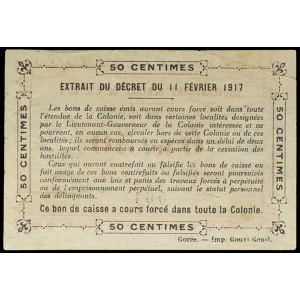 50 CENTIMES
EXTRAIT DU DÉCRET DU 11 FÉVRIER 1917
Les bons de caisse émis auront cours forcé soit dans toute
l'étendue de la Colonie, soit dans certaines localités désignées
par le Lieutenant-Gouverneur de la Colonie intéressée et ne
pourront, en aucun cas, circuler hors de cette Colonie ou de
ces localités; ils seront remboursés en espèces dans un délai de deux
ans, lequel commencera à courir à partir de la cessation des
hostilités.
Ceux qui auront contrefait ou falsifié les bons de caisse ou
fait usage de ces bons contrefaits ou falsifiés seront poursuivis
conformément aux lois et punis des travaux forcés à perpétuité
ou de l'emprisonnement perpétuel, suivant le statut personnel
des délinquants.
Ce bon de caisse a cours forcé dans toute la Colonie.
50 CENTIMES
50 CENTIMES
50 CENTIMES
Gorée. — Imp. Gouvt Génal.